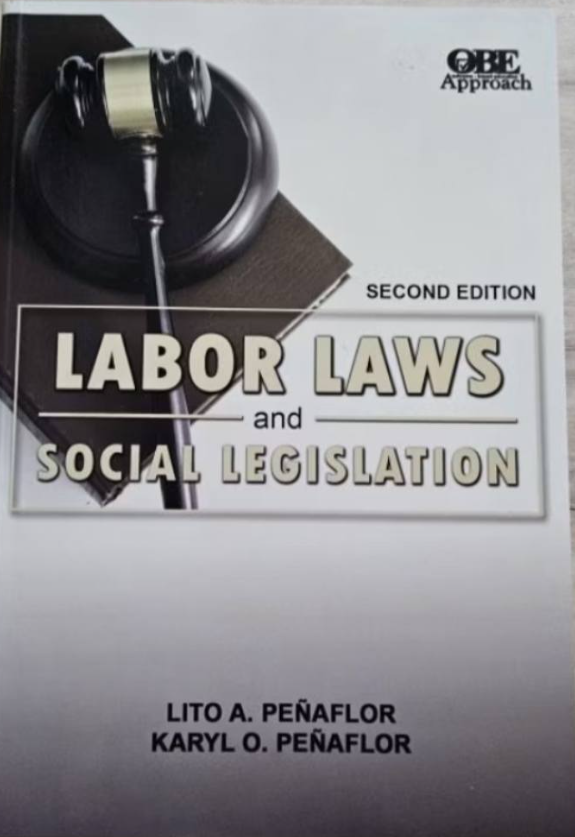 OBE
Approach
SECOND EDITION
LABOR LAWS
and
SOCIAL LEGISLATION
LITO A. PEÑAFLOR
KARYL O. PEÑAFLOR